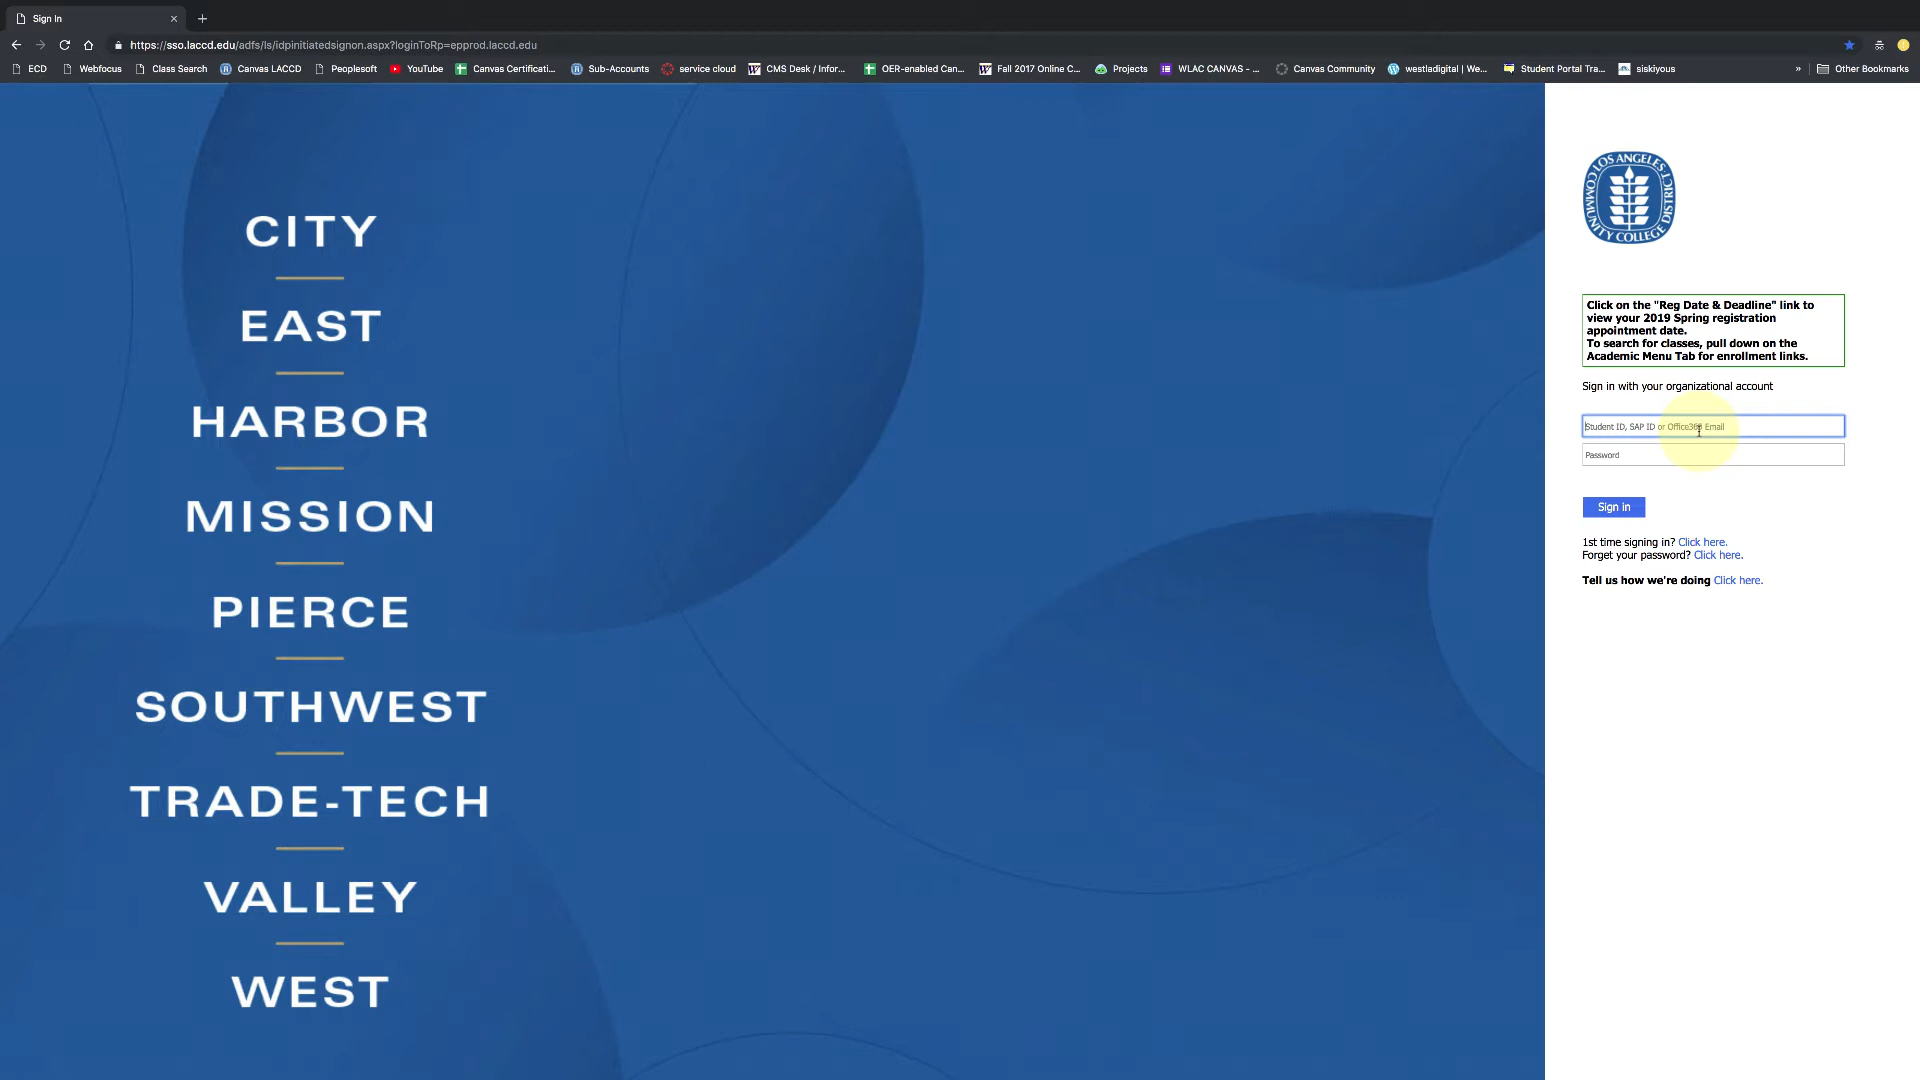 Sign In
https://sso.laccd.edu/adfs/ls/idpinitiatedsignon.aspx?loginToRp=epprod.laccd.edu
ECD Webfocus Class Search Canvas LACCD Peoplesoft YouTube Canvas Certificati... Sub-Accounts service cloud CMS Desk / Infor... OER-enabled Can... Fall 2017 Online C... Projects WLAC CANVAS - ... Canvas Community westladigital | We... Student Portal Tra... siskiyous » Other Bookmarks
CITY
EAST
HARBOR
MISSION
PIERCE
SOUTHWEST
TRADE-TECH
VALLEY
WEST
LOS ANGELES
COMMUNITY COLLEGE DISTRICT
Click on the "Reg Date & Deadline" link to
view your 2019 Spring registration
appointment date.
To search for classes, pull down on the
Academic Menu Tab for enrollment links.
Sign in with your organizational account
Student ID, SAP ID or Office365 Email
Password
Sign in
1st time signing in? Click here.
Forget your password? Click here.
Tell us how we're doing Click here.